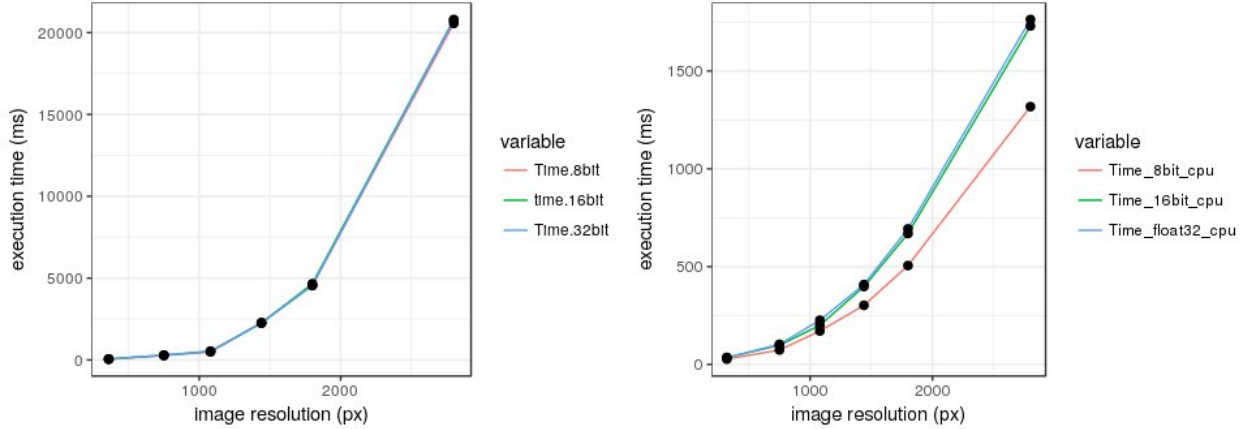 execution time (ms)
20000
15000
10000
5000
0
1000
2000
image resolution (px)
variable
Time.8bit
time.16bit
Time.32bit
execution time (ms)
1500
1000
500
0
1000
2000
image resolution (px)
variable
Time_8bit_cpu
Time_16bit_cpu
Time_float32_cpu